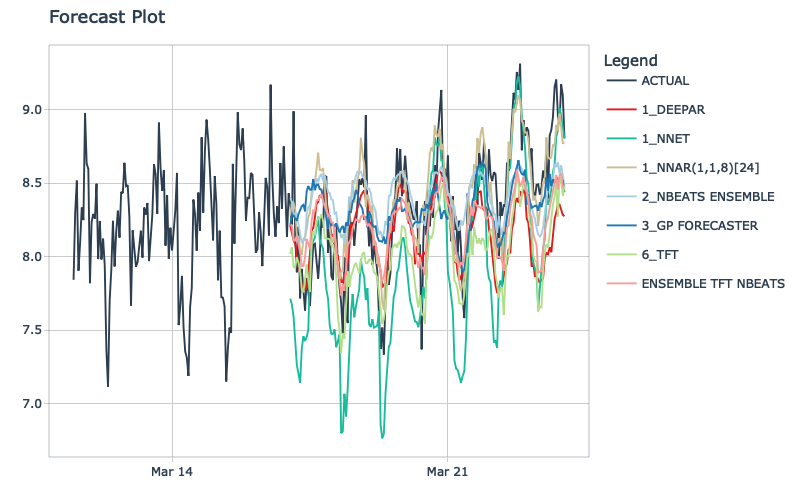 Forecast Plot
Legend
ACTUAL
1_DEEPAR
1_NNET
1_NNAR(1,1,8)[24]
2_NBEATS ENSEMBLE
3_GP FORECASTER
6_TFT
ENSEMBLE TFT NBEATS
9.0
8.5
8.0
7.5
7.0
Mar 14
Mar 21